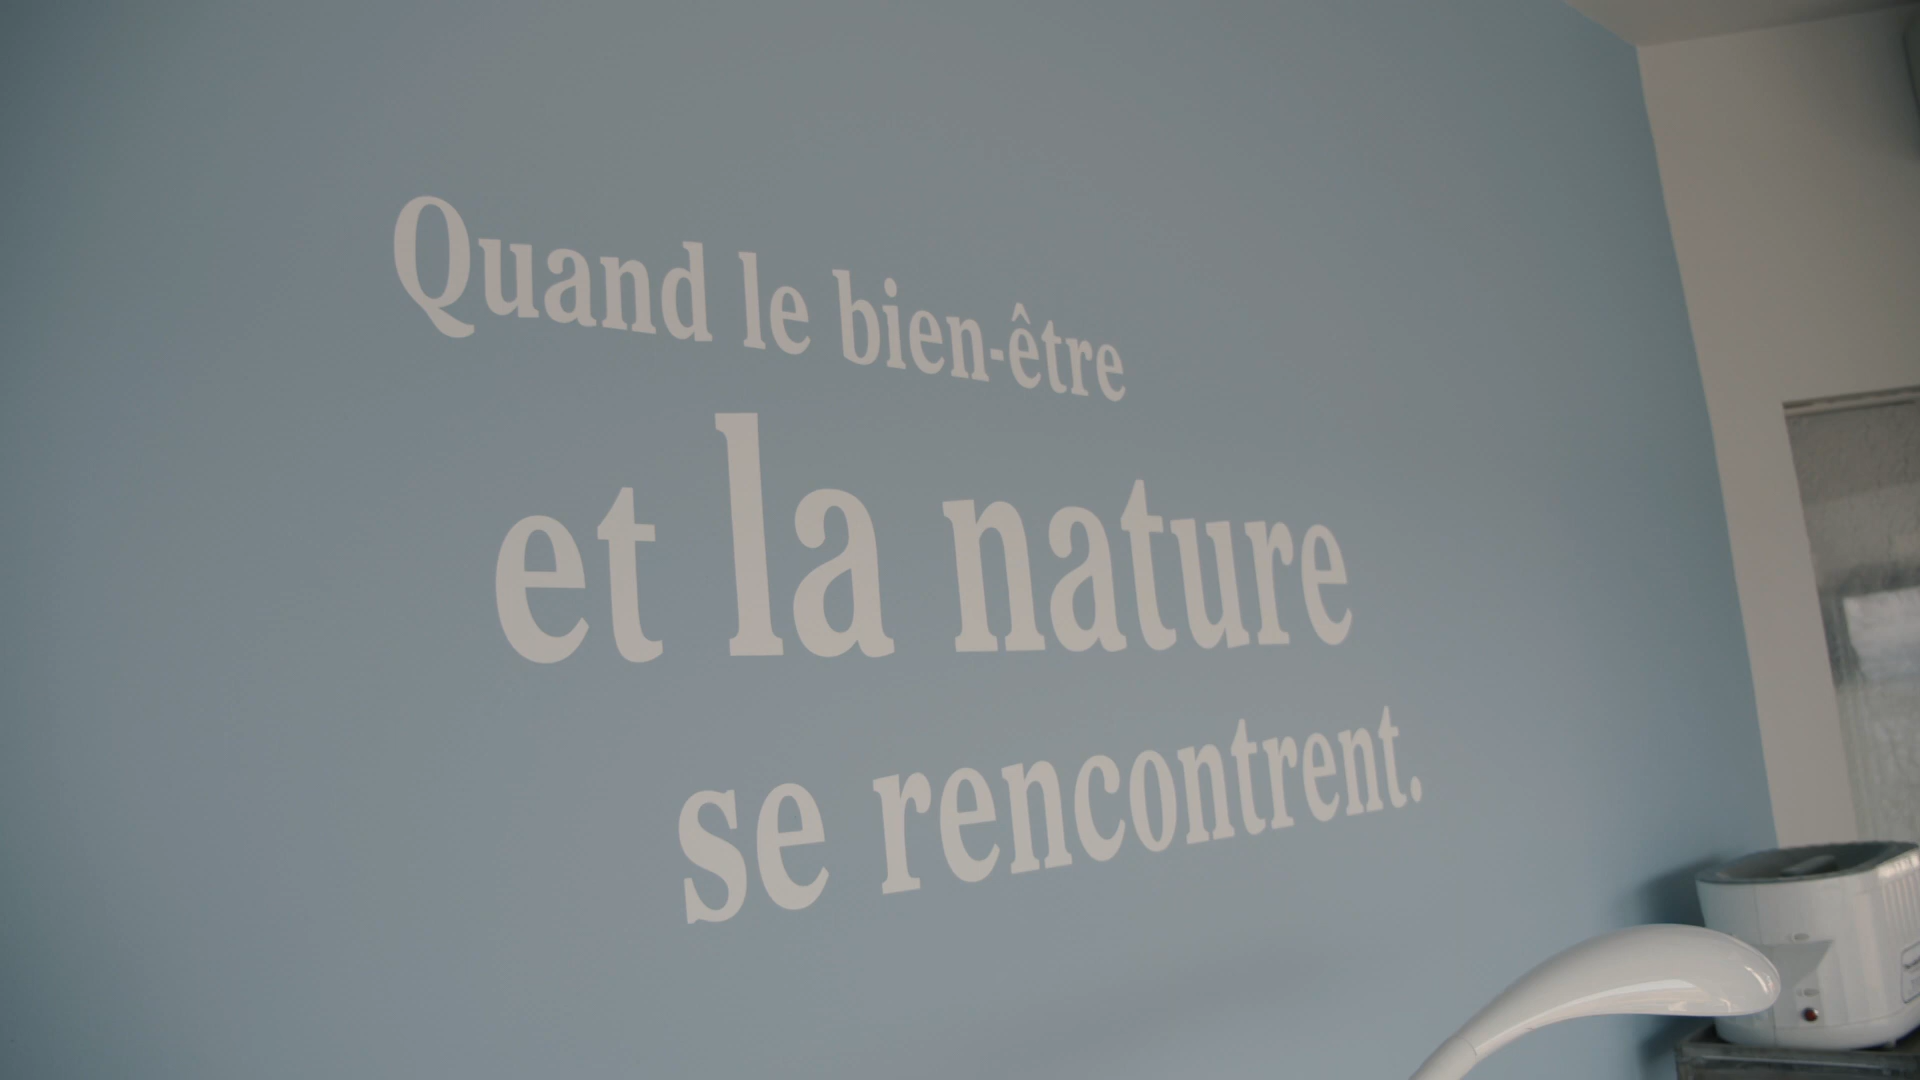 Quand le bien-être
et la nature
se rencontrent.